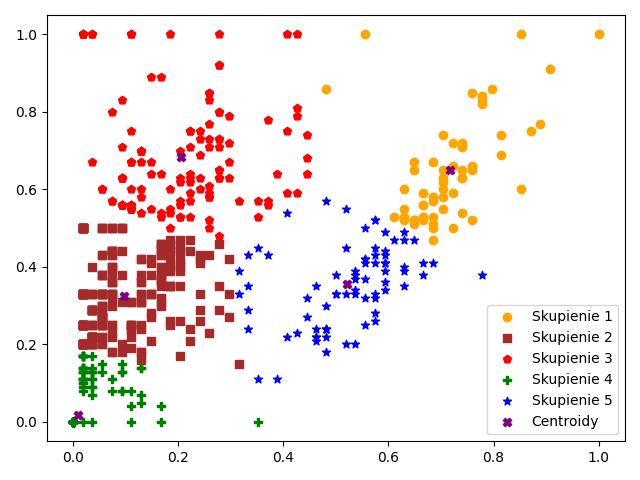 1.0
0.8
0.6
0.4
0.2
0.0
0.0 0.2 0.4 0.6 0.8 1.0
Skupienie 1
Skupienie 2
Skupienie 3
Skupienie 4
Skupienie 5
Centroidy